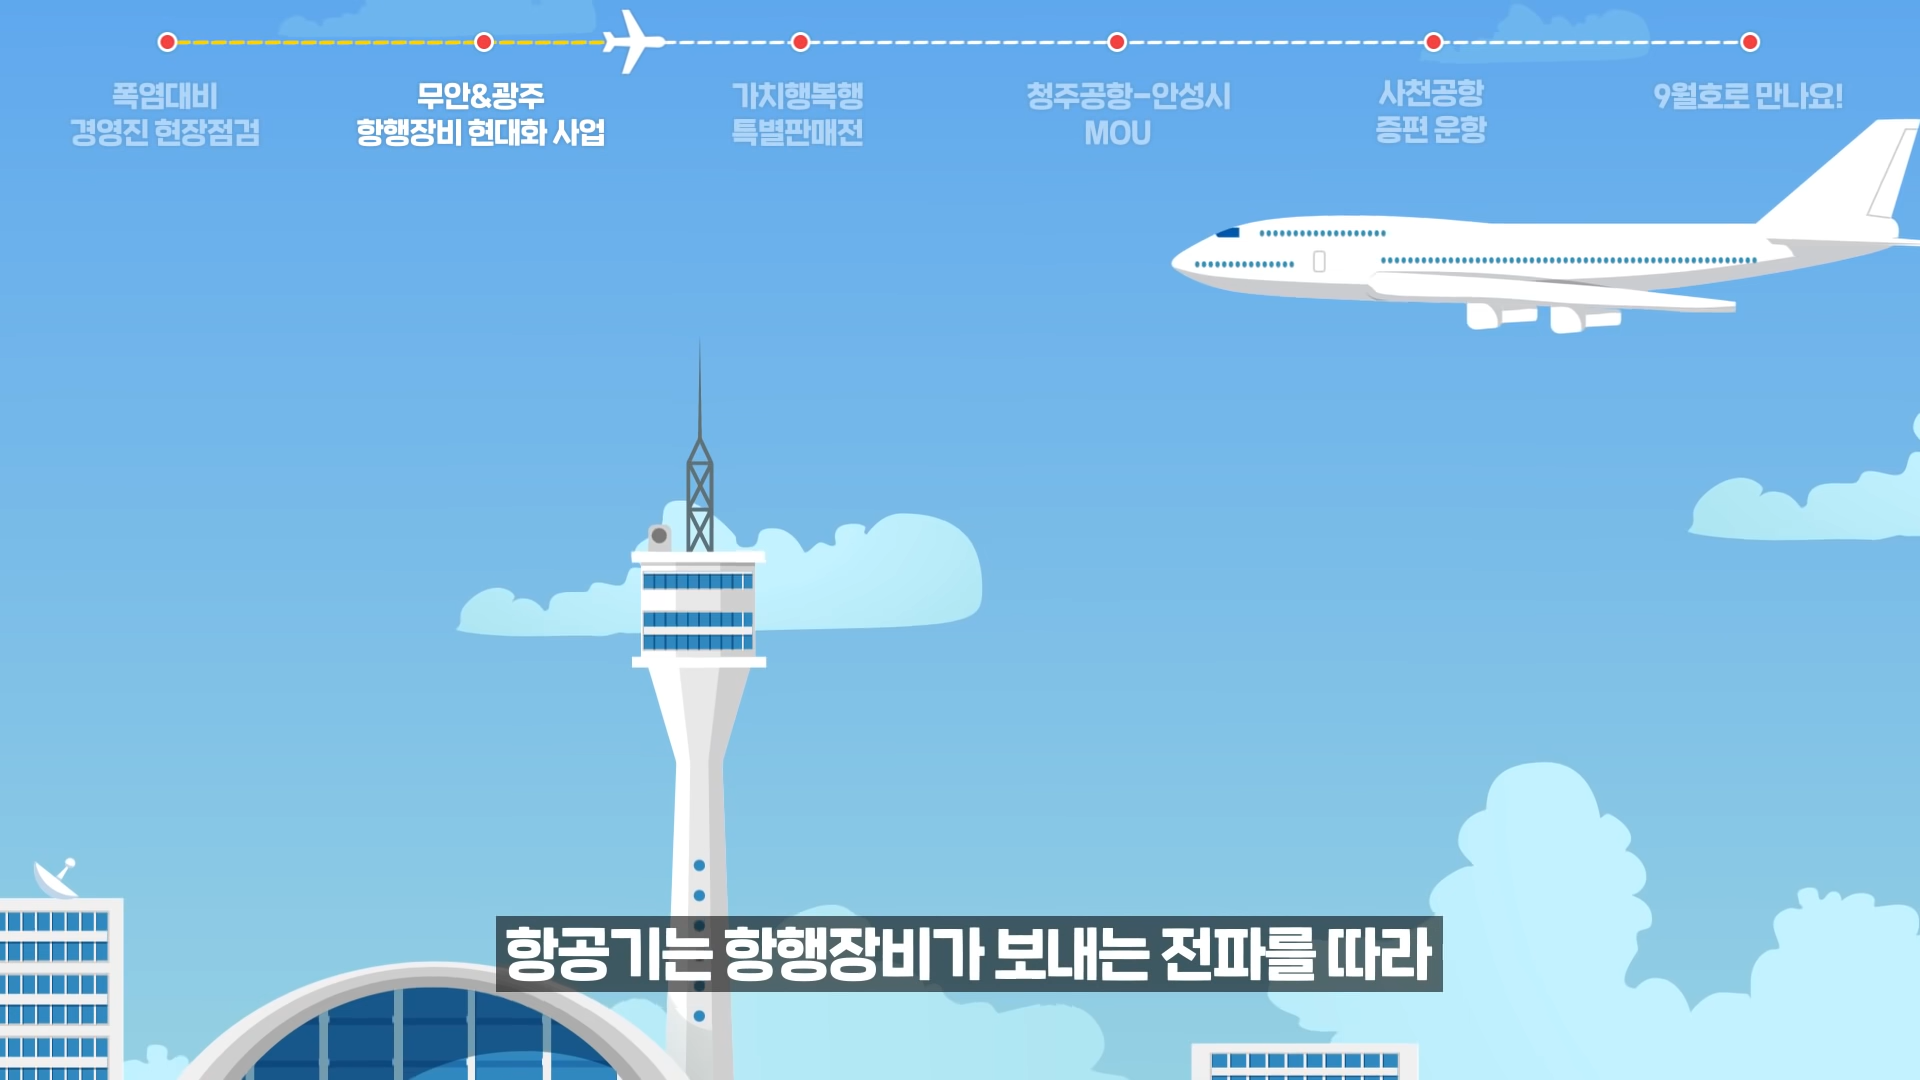 폭염대비
경영진 현장점검
무안&광주
항행장비 현대화 사업
가치행복행
특별판매전
청주공항-안성시
MOU
사천공항
증편 운항
9월호로 만나요!
항공기는 항행장비가 보내는 전파를 따라